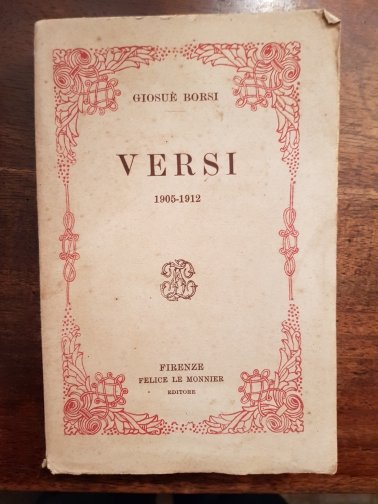 GIOSUÈ BORSI
VERSI
1905-1912
FIRENZE
FELICE LE MONNIER
EDITORE